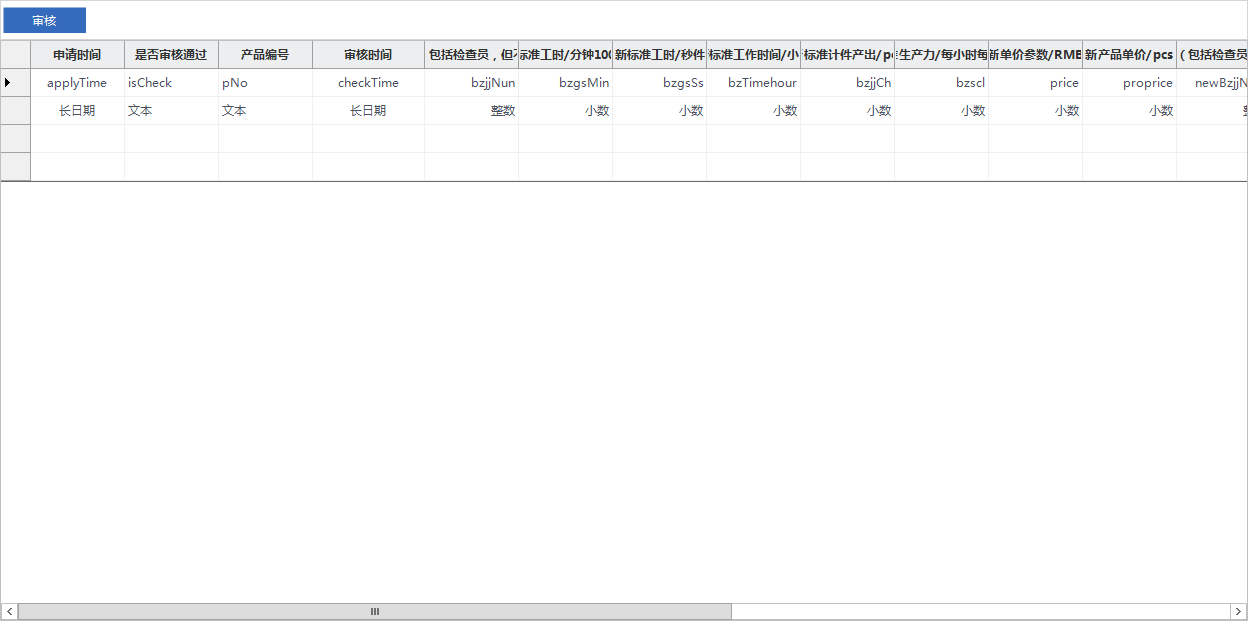 审核
申请时间 是否审核通过 产品编号 审核时间 包括检查员，但 标准工时/分钟100 新标准工时/秒件 标准工作时间/小 标准计件产出/p 生产力/每小时每 新单价参数/RMB 新产品单价/pcs （包括检查员
applyTime isCheck pNo checkTime bzjjNun bzgsMin bzgsSs bzTimehour bzjjCh bzscl price proprice newBzjjN
长日期 文本 文本 长日期 整数 小数 小数 小数 小数 小数 小数 小数